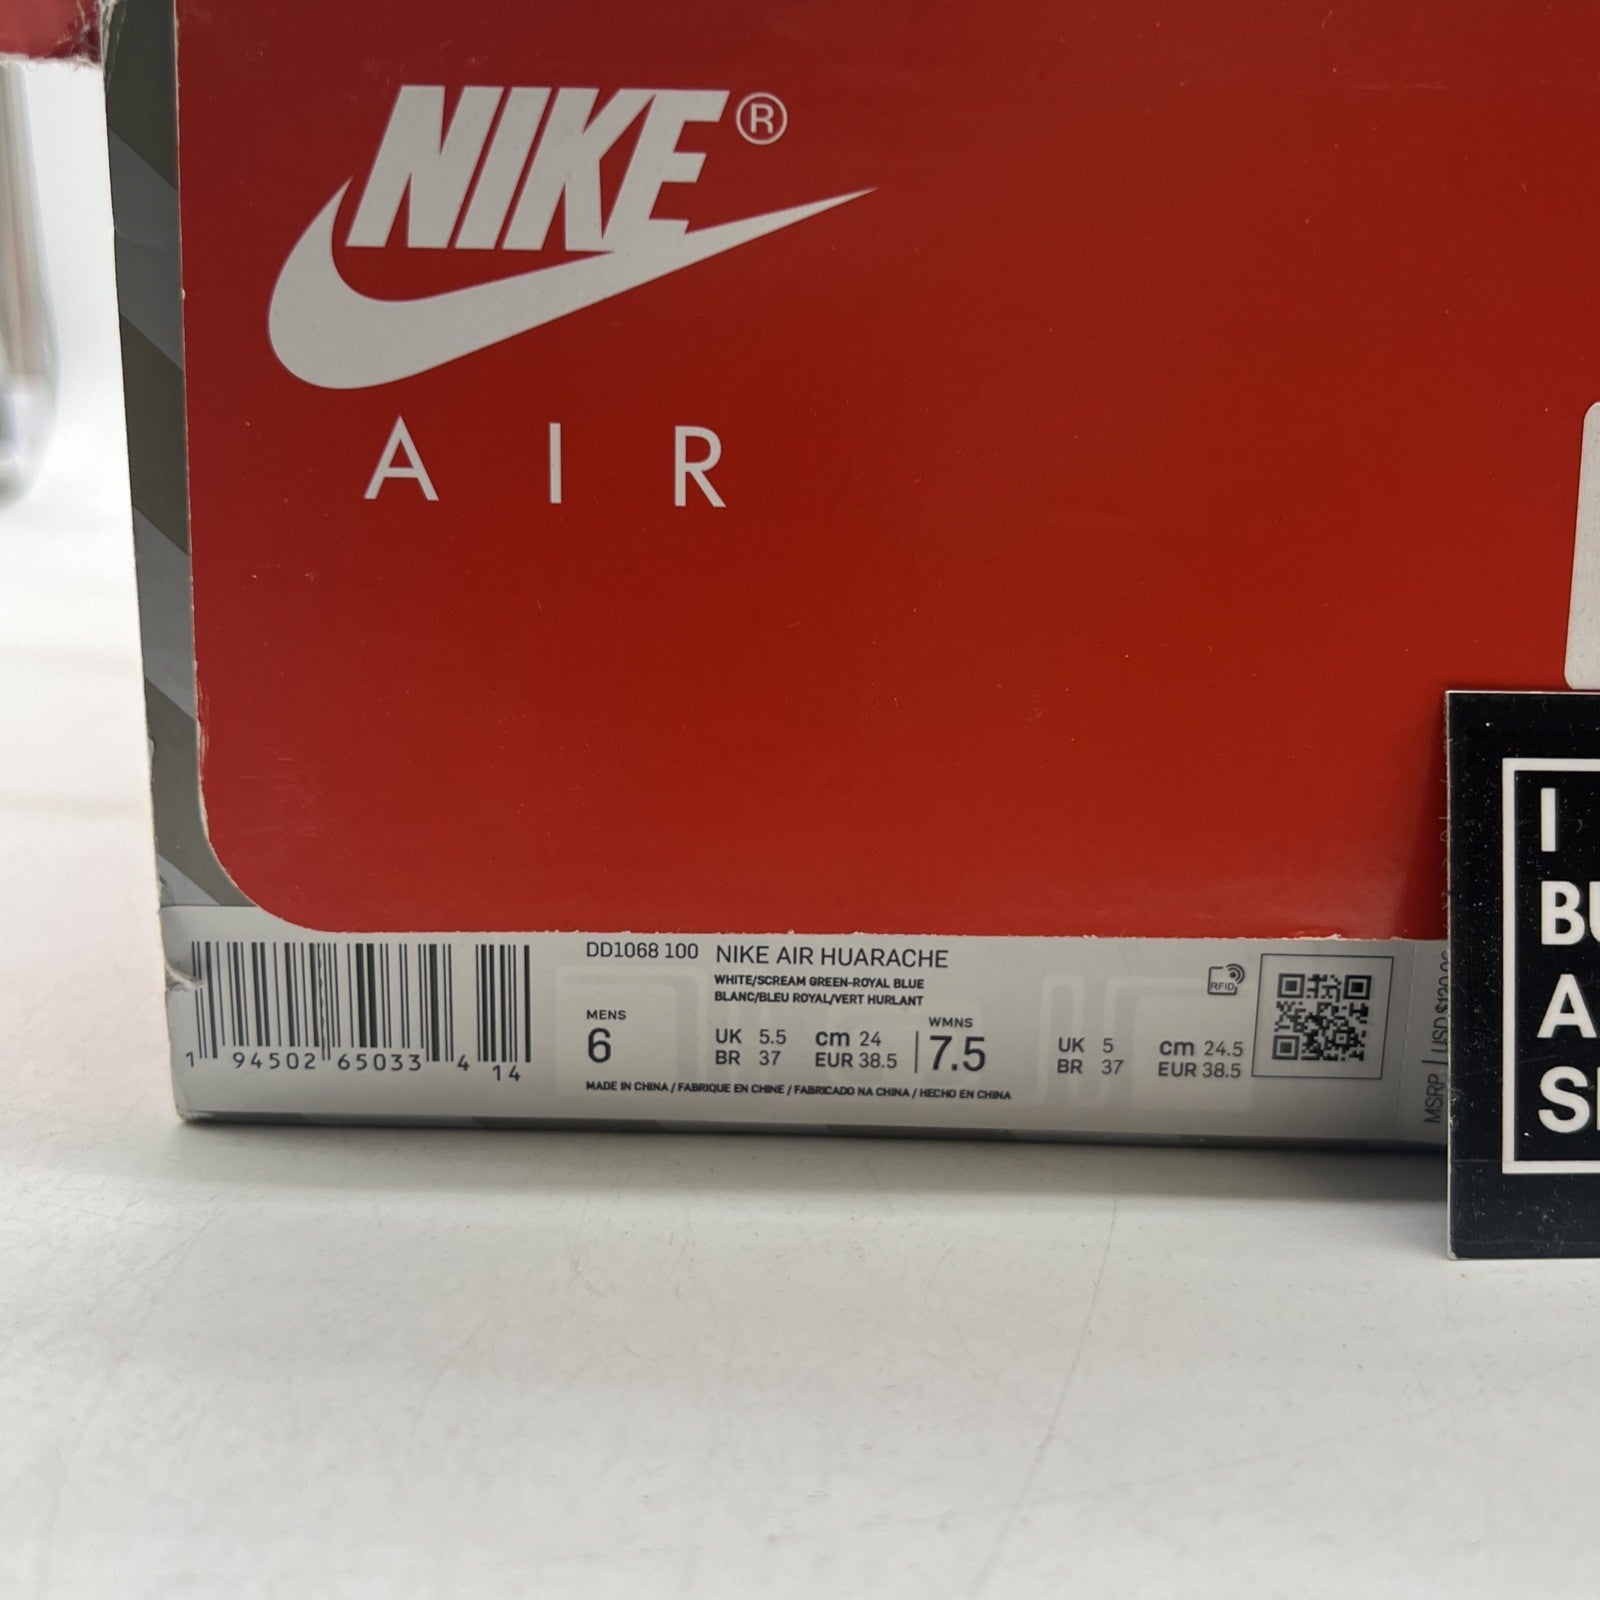 NIKE®
AIR
DD1068 100 NIKE AIR HUARACHE
WHITE/SCREAM GREEN-ROYAL BLUE
BLANC/BLEU ROYAL/VERT HURLANT
MENS
6
UK 5.5 cm 24
BR 37 EUR 38.5
WMNS
7.5
UK 5 cm 24.5
BR 37 EUR 38.5
MADE IN CHINA / FABRIQUE EN CHINE / FABRICADO NA CHINA / HECHO EN CHINA
1 94502 65033 4 14
RFID
MSRP | USD
I
A